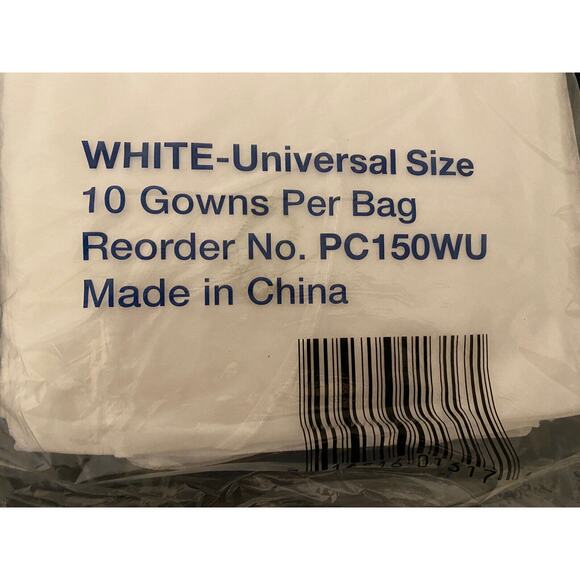 WHITE-Universal Size
10 Gowns Per Bag
Reorder No. PC150WU
Made in China